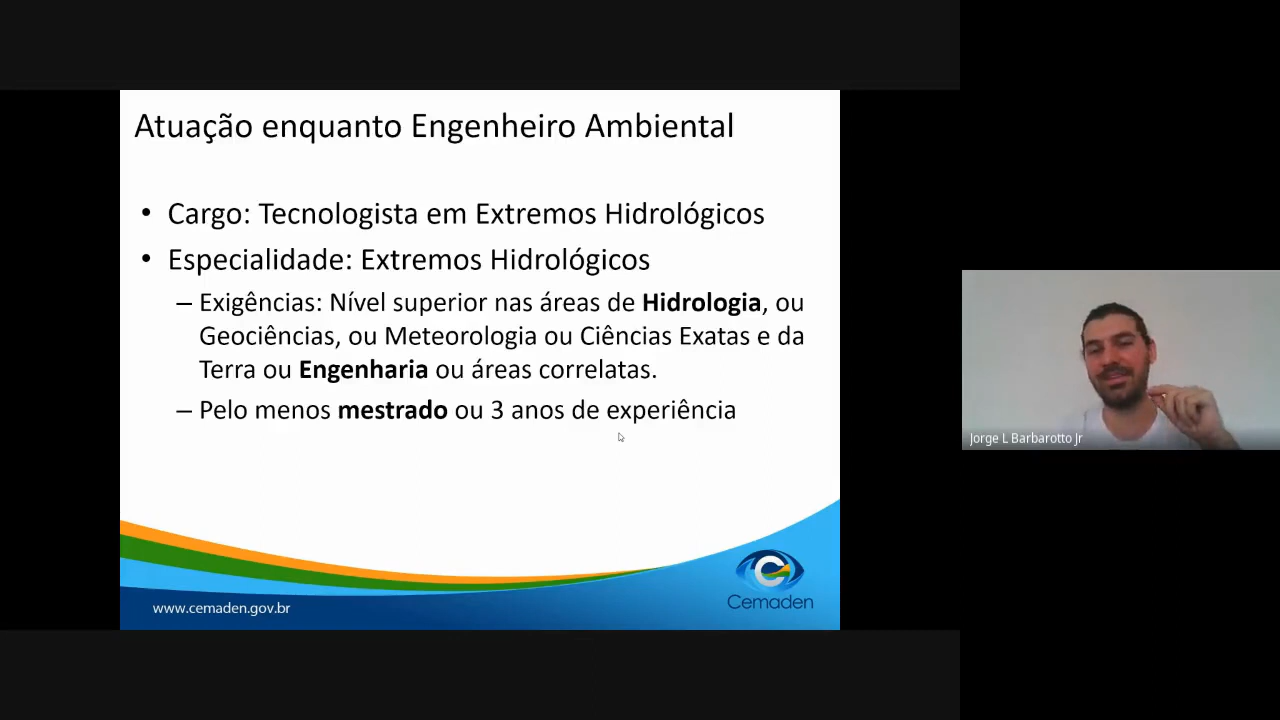 Atuação enquanto Engenheiro Ambiental
• Cargo: Tecnologista em Extremos Hidrológicos
• Especialidade: Extremos Hidrológicos
– Exigências: Nível superior nas áreas de Hidrologia, ou
Geociências, ou Meteorologia ou Ciências Exatas e da
Terra ou Engenharia ou áreas correlatas.
– Pelo menos mestrado ou 3 anos de experiência
www.cemaden.gov.br
Cemaden
Jorge L Barbarotto Jr